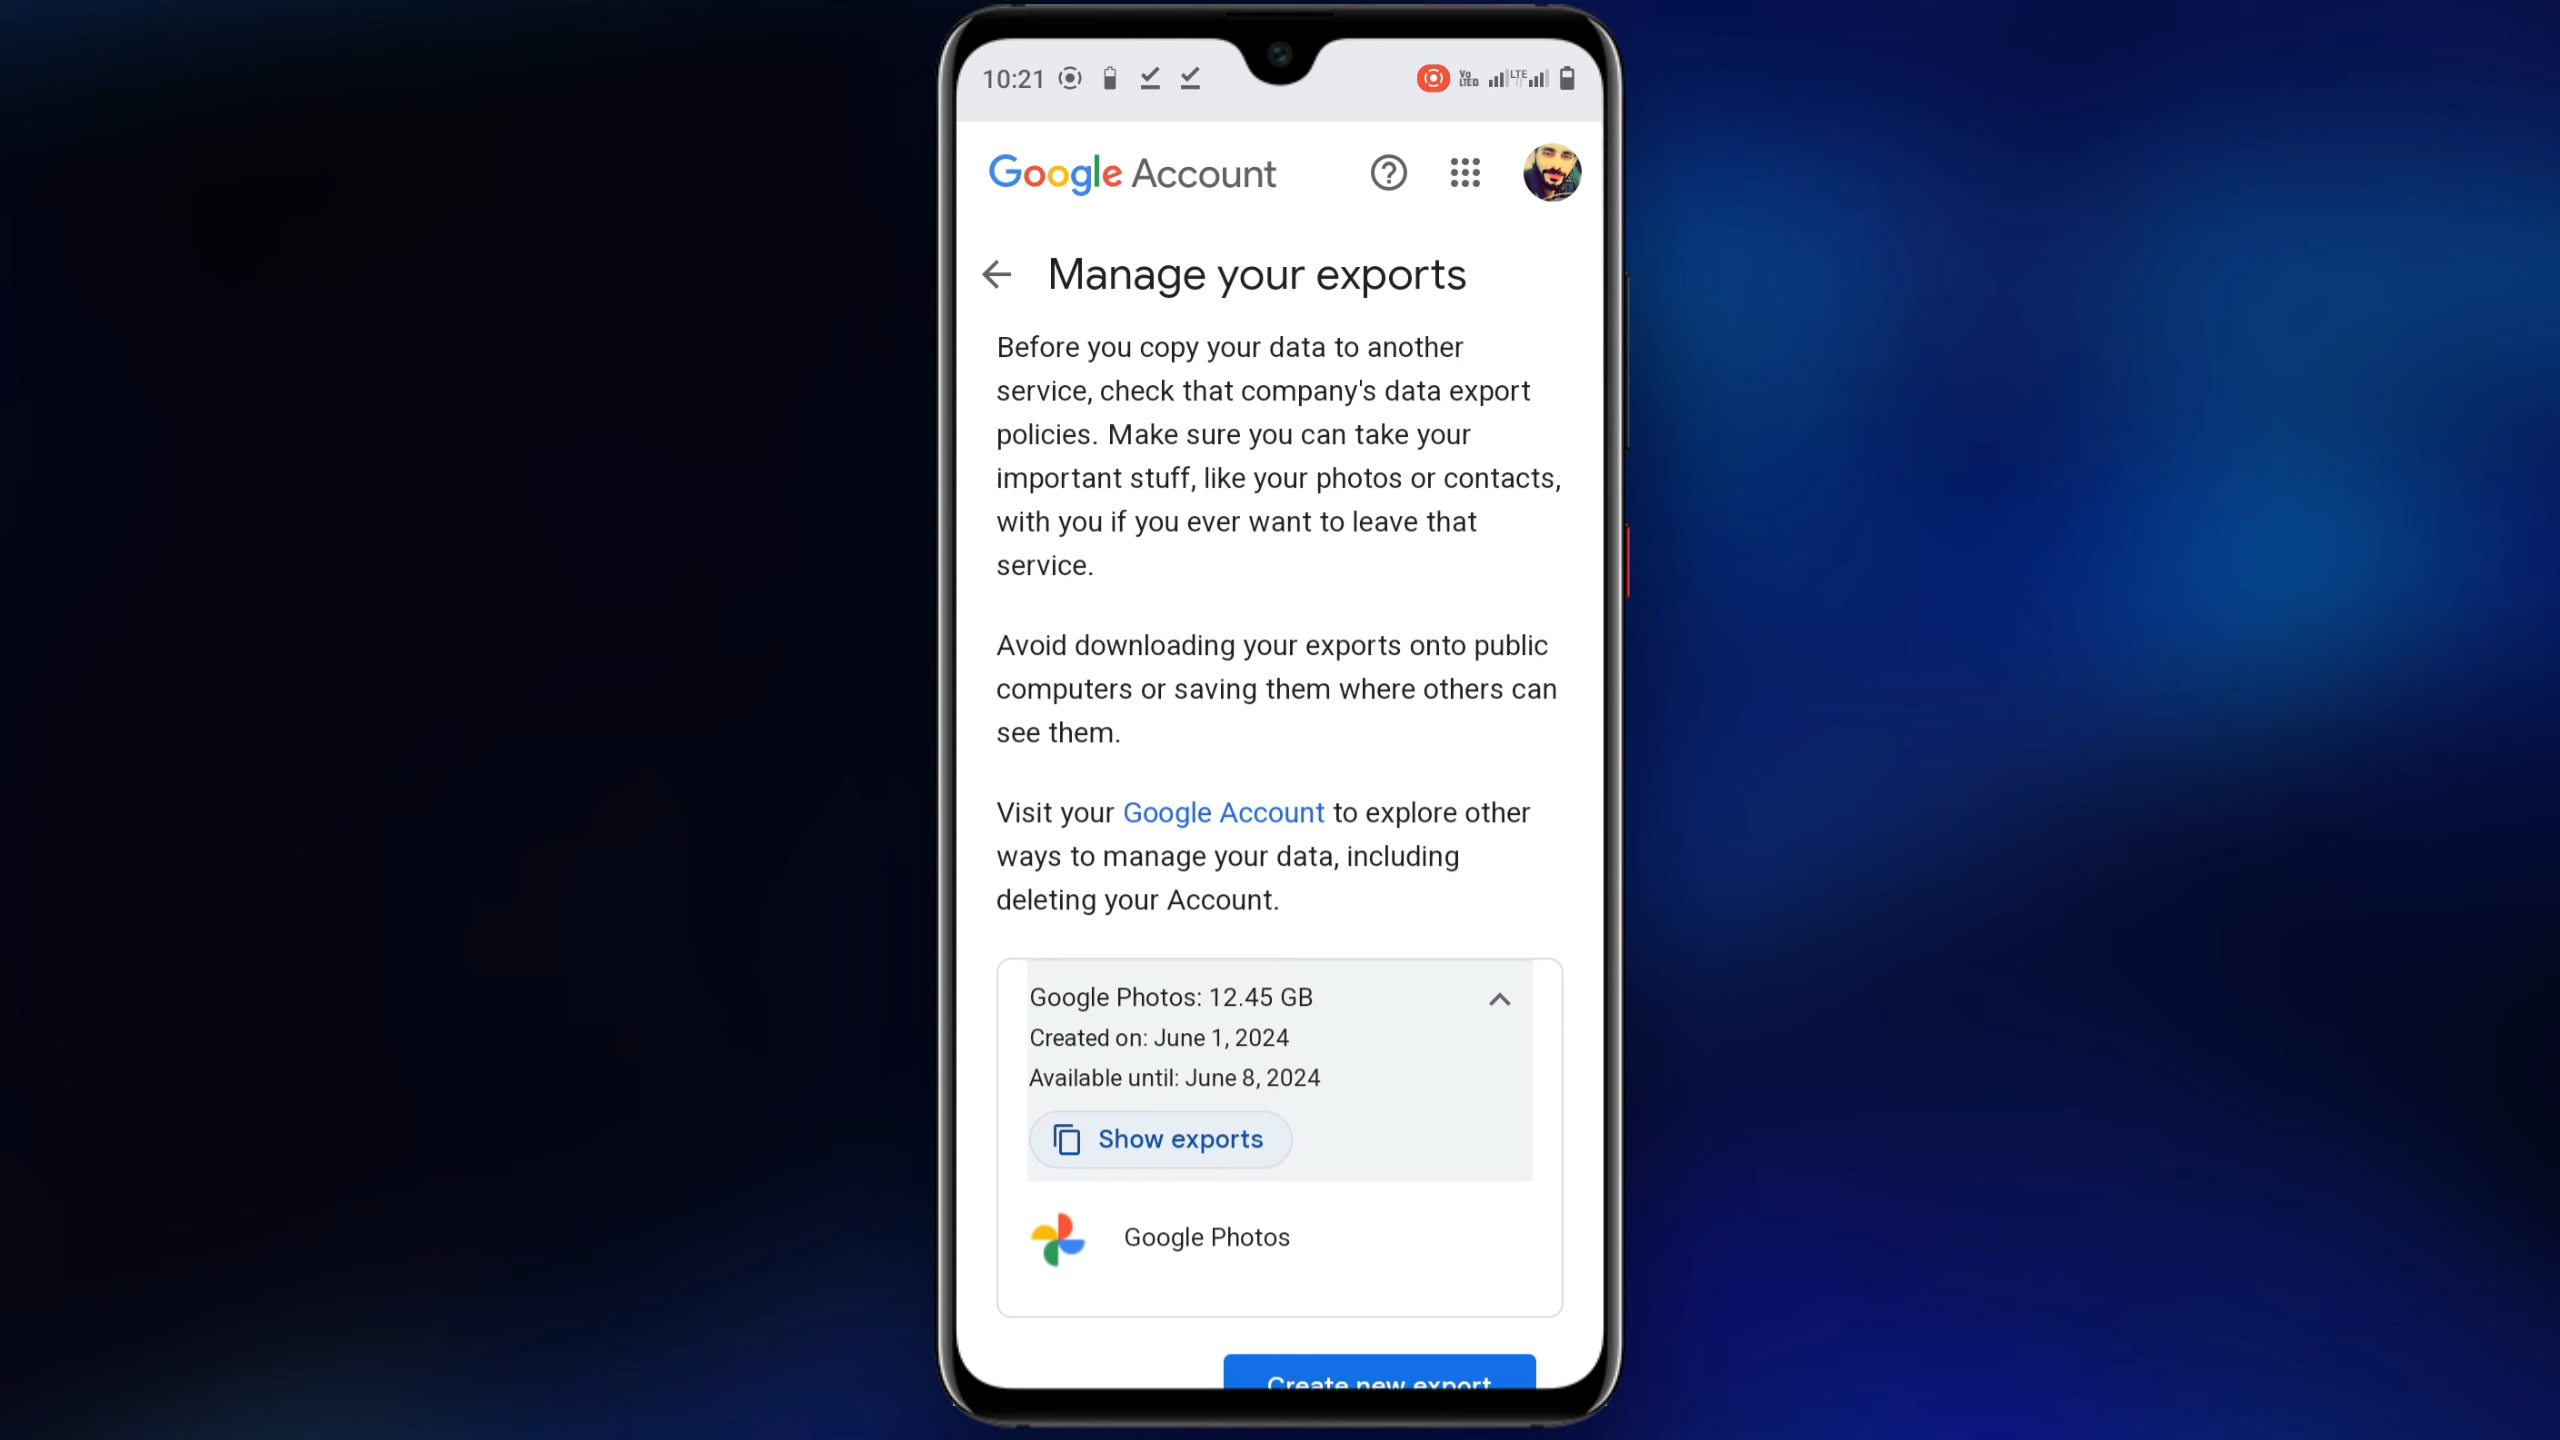 10:21
Vo LTE D LTE
Google Account
Manage your exports
Before you copy your data to another
service, check that company's data export
policies. Make sure you can take your
important stuff, like your photos or contacts,
with you if you ever want to leave that
service.
Avoid downloading your exports onto public
computers or saving them where others can
see them.
Visit your Google Account to explore other
ways to manage your data, including
deleting your Account.
Google Photos: 12.45 GB
Created on: June 1, 2024
Available until: June 8, 2024
Show exports
Google Photos
Create new export